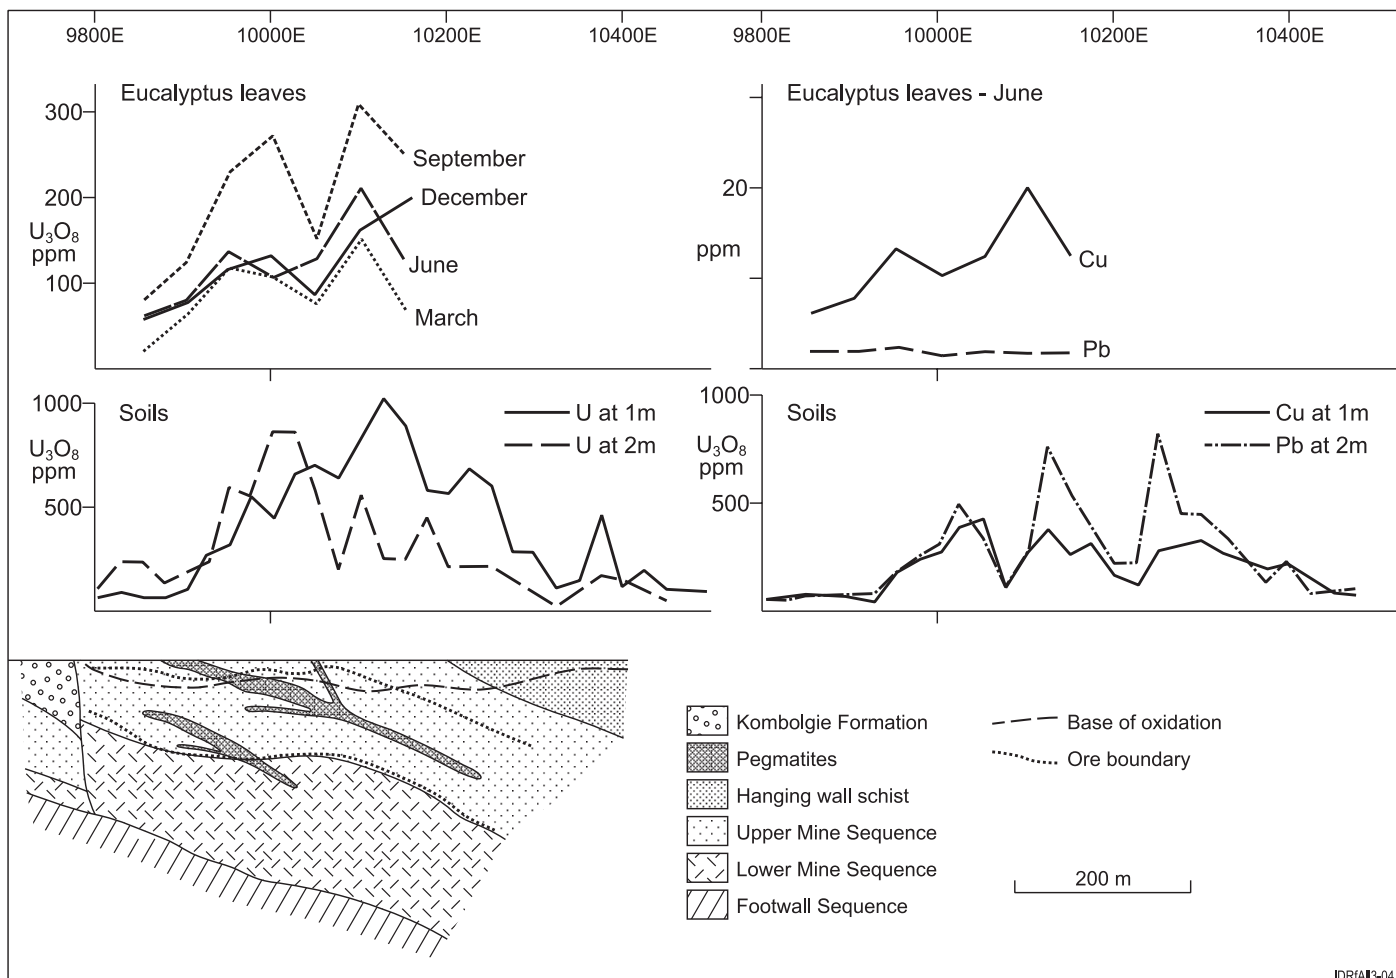 9800E 10000E 10200E 10400E 9800E 10000E 10200E 10400E
Eucalyptus leaves
300
200
U₃O₈
ppm
100
September
December
June
March
Eucalyptus leaves - June
20
ppm
Cu
Pb
Soils
1000
U₃O₈
ppm
500
U at 1m
U at 2m
Soils
1000
U₃O₈
ppm
500
Cu at 1m
Pb at 2m
Kombolgie Formation
Pegmatites
Hanging wall schist
Upper Mine Sequence
Lower Mine Sequence
Footwall Sequence
Base of oxidation
Ore boundary
200 m